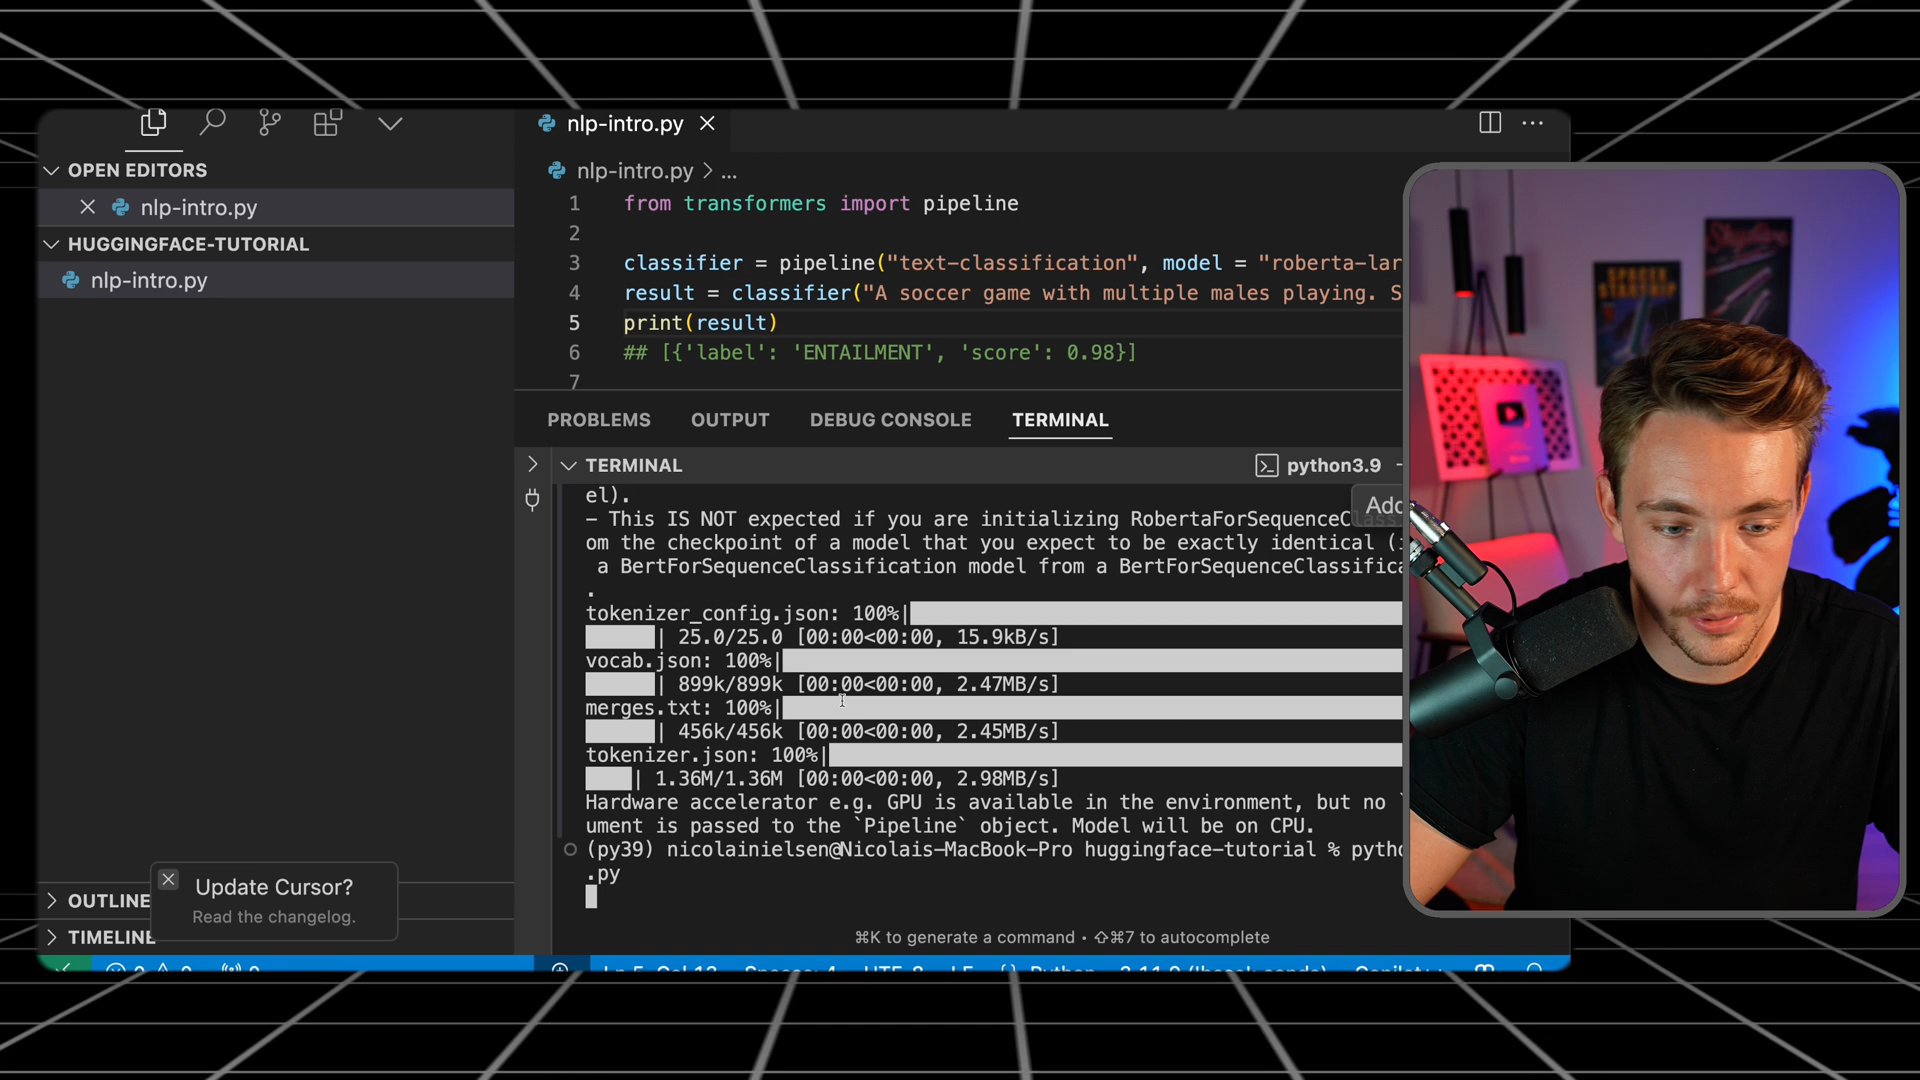 nlp-intro.py
OPEN EDITORS
nlp-intro.py
nlp-intro.py > ...
HUGGINGFACE-TUTORIAL
nlp-intro.py
1 from transformers import pipeline
2
3 classifier = pipeline("text-classification", model = "roberta-lar
4 result = classifier("A soccer game with multiple males playing. S
5 print(result)
6 ## [{'label': 'ENTAILMENT', 'score': 0.98}]
7
PROBLEMS OUTPUT DEBUG CONSOLE TERMINAL
TERMINAL
python3.9
el).
Add
- This IS NOT expected if you are initializing RobertaForSequenceC
om the checkpoint of a model that you expect to be exactly identical (
a BertForSequenceClassification model from a BertForSequenceClassifica
.
tokenizer_config.json: 100%|
| 25.0/25.0 [00:00<00:00, 15.9kB/s]
vocab.json: 100%|
| 899k/899k [00:00<00:00, 2.47MB/s]
merges.txt: 100%|
| 456k/456k [00:00<00:00, 2.45MB/s]
tokenizer.json: 100%|
| 1.36M/1.36M [00:00<00:00, 2.98MB/s]
Hardware accelerator e.g. GPU is available in the environment, but no `
ument is passed to the `Pipeline` object. Model will be on CPU.
(py39) nicolainielsen@Nicolais-MacBook-Pro huggingface-tutorial % pytho
.py
⌘K to generate a command • ⇧⌘7 to autocomplete
Update Cursor?
Read the changelog.
OUTLINE
TIMELINE